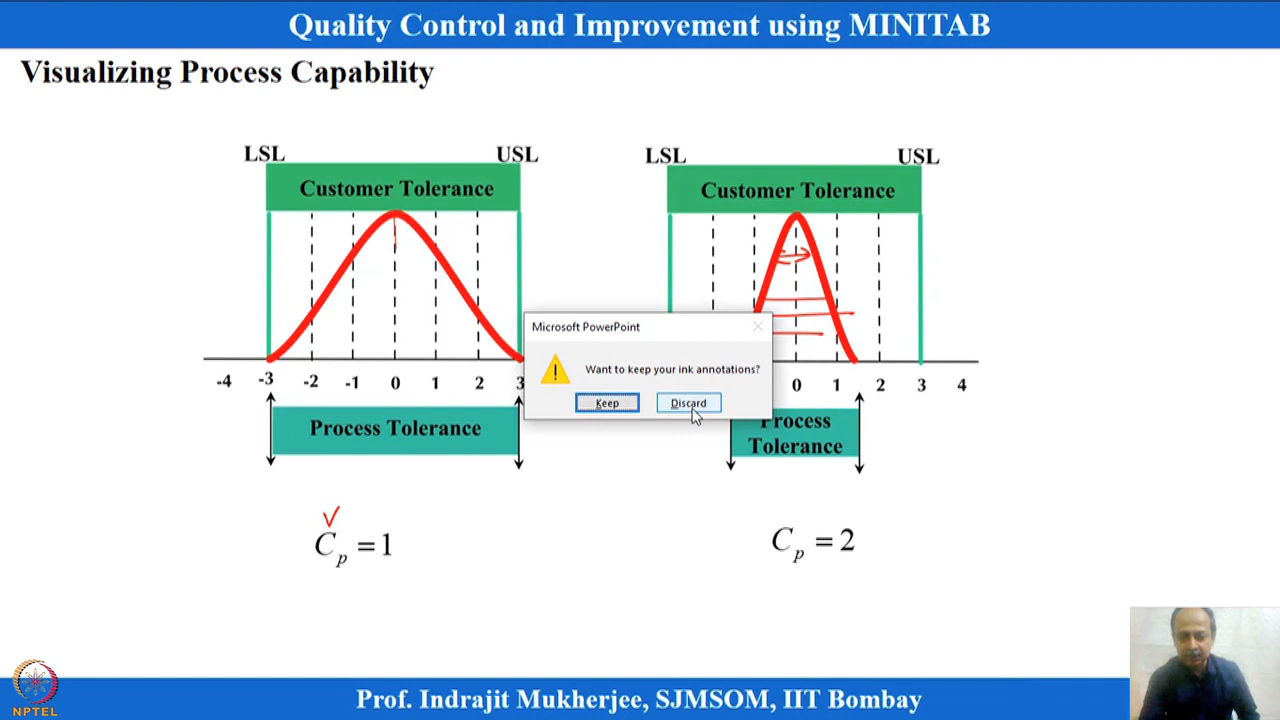 Quality Control and Improvement using MINITAB
Visualizing Process Capability
LSL
USL
Customer Tolerance
-4 -3 -2 -1 0 1 2 3
Process Tolerance
Cp = 1
LSL
USL
Customer Tolerance
0 1 2 3 4
Process
Tolerance
Cp = 2
Microsoft PowerPoint
Want to keep your ink annotations?
Keep
Discard
NPTEL
Prof. Indrajit Mukherjee, SJMSOM, IIT Bombay